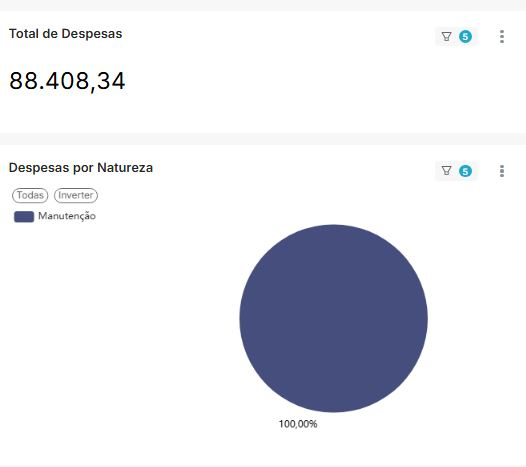 Total de Despesas
5
88.408,34
Despesas por Natureza
5
Todas Inverter
Manutenção
100,00%